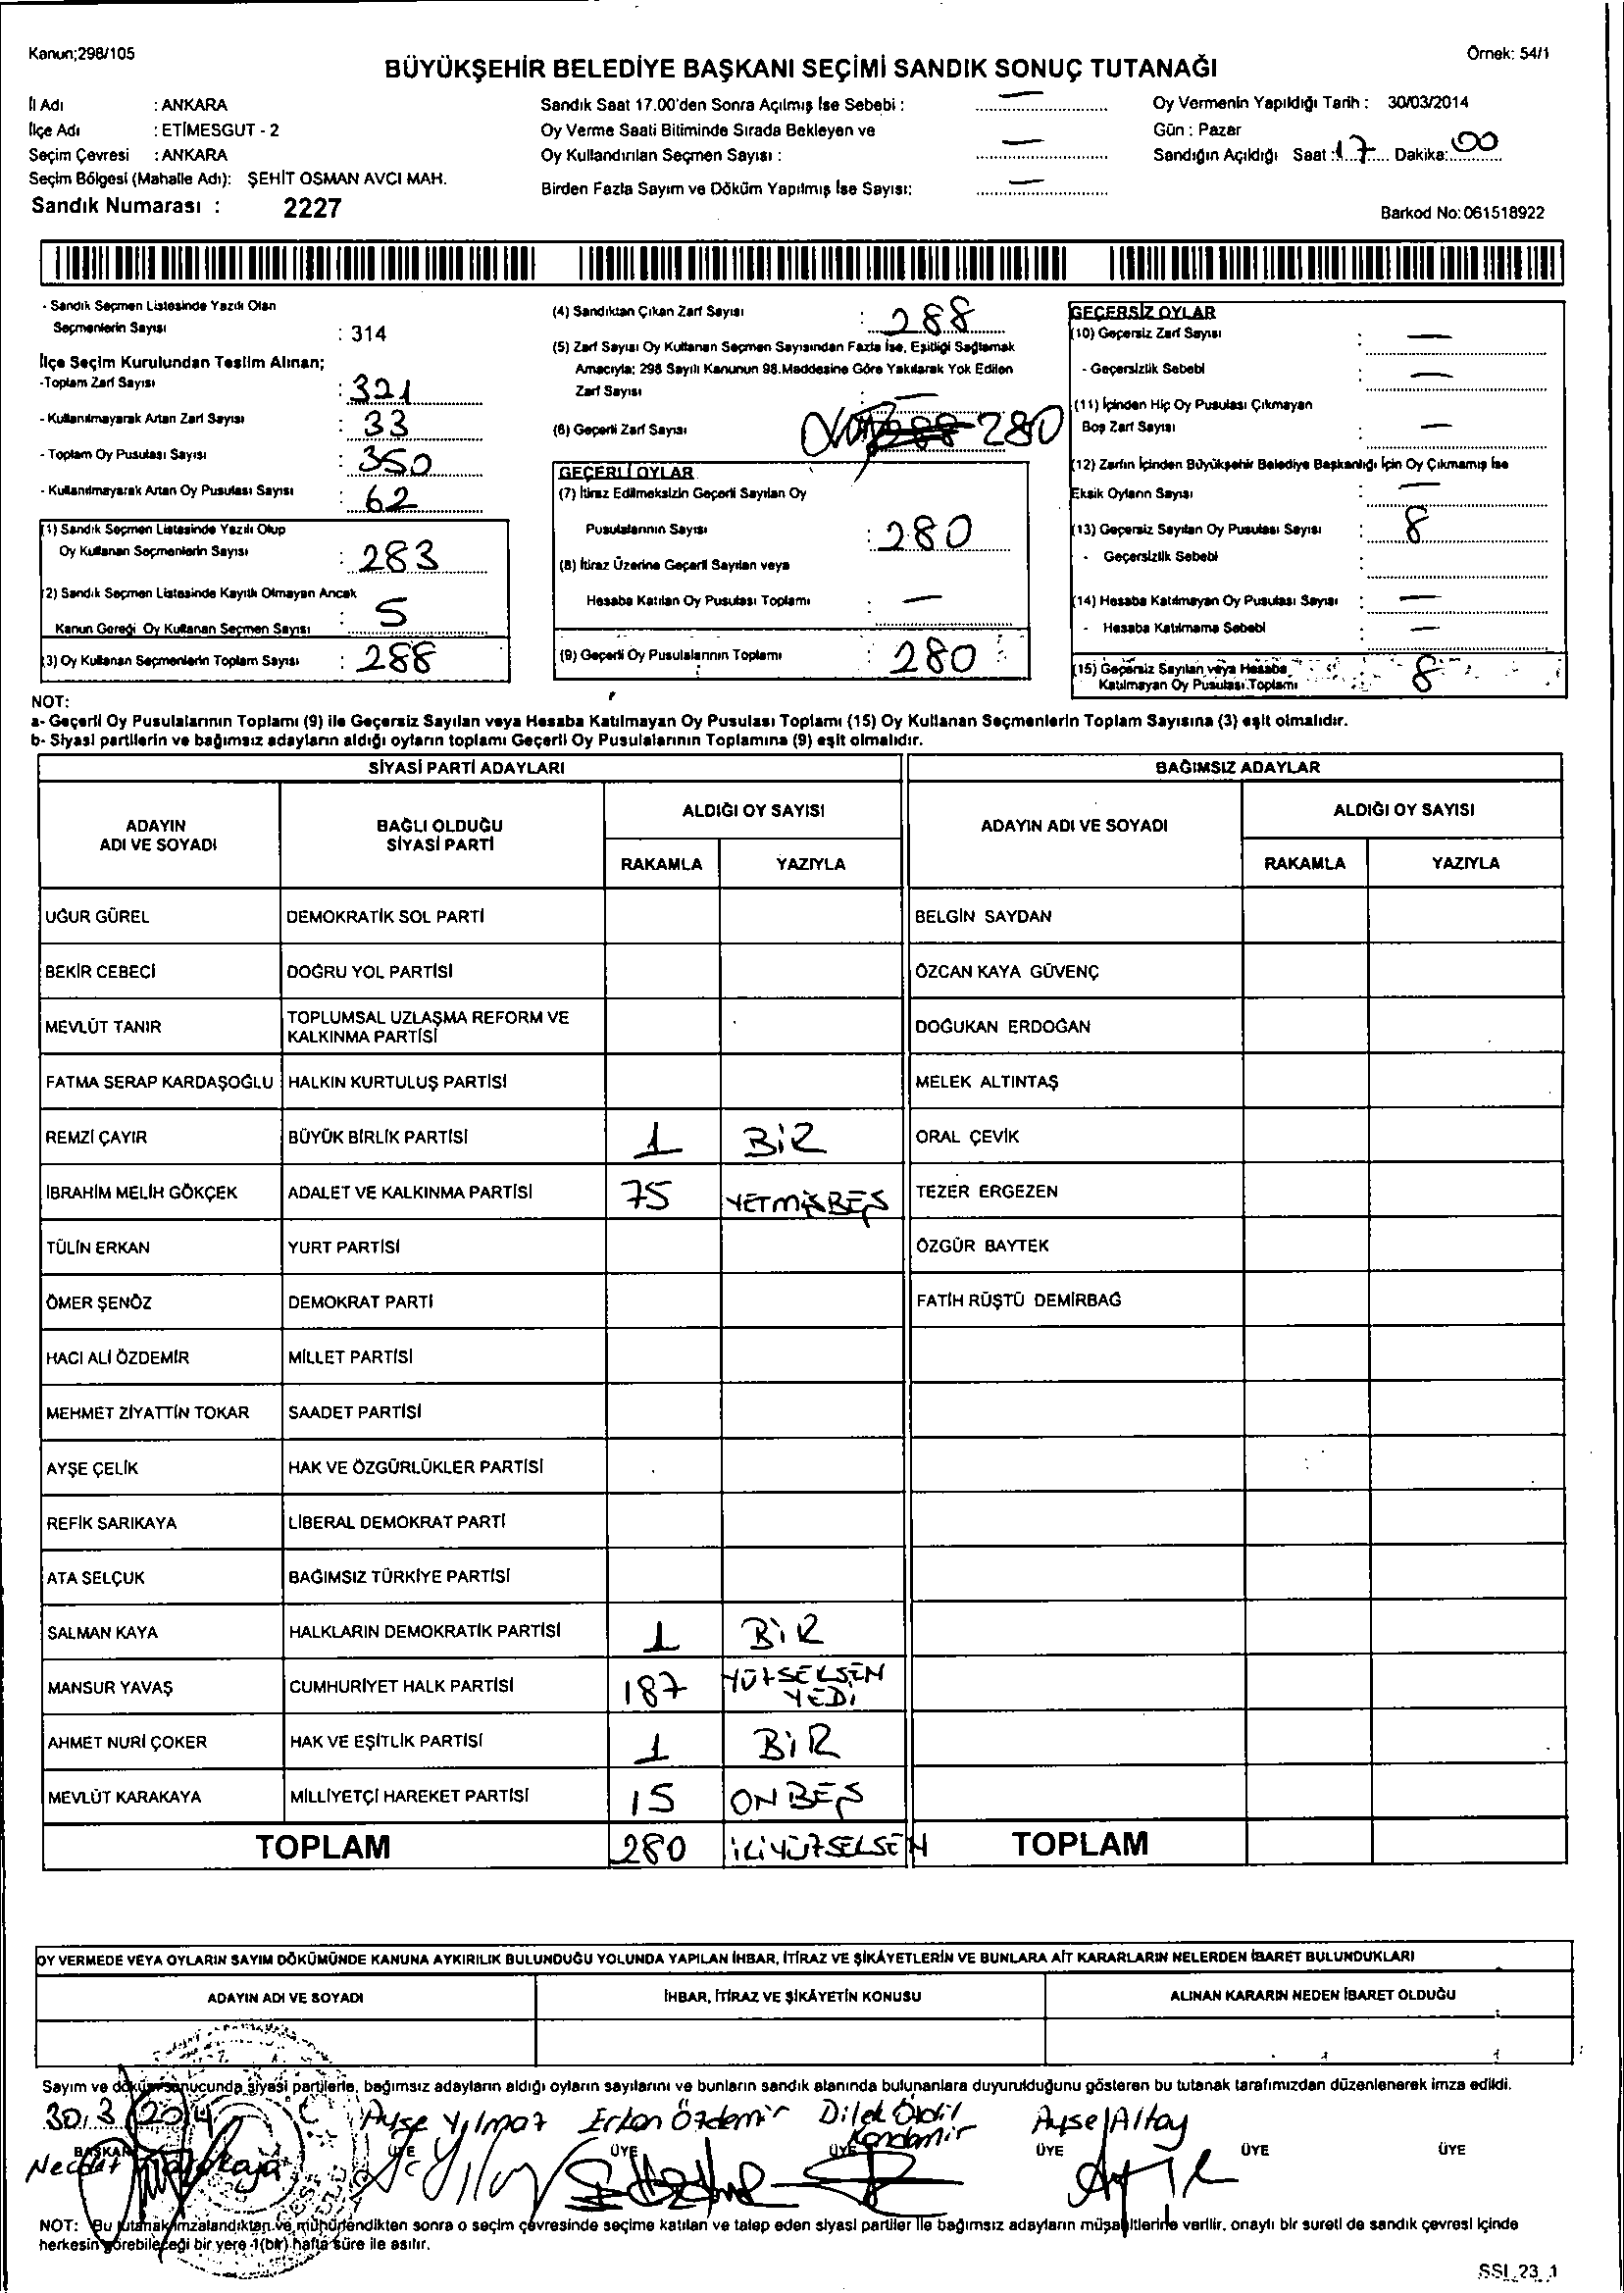 Kanun;298/105
Örnek: 54/1
BÜYÜKŞEHİR BELEDİYE BAŞKANI SEÇİMİ SANDIK SONUÇ TUTANAĞI
İl Adı : ANKARA
İlçe Adı : ETİMESGUT - 2
Seçim Çevresi : ANKARA
Seçim Bölgesi (Mahalle Adı): ŞEHİT OSMAN AVCI MAH.
Sandık Numarası : 2227
Sandık Saat 17.00'den Sonra Açılmış İse Sebebi : —
Oy Verme Saati Bitiminde Sırada Bekleyen ve
Oy Kullandırılan Seçmen Sayısı : —
Birden Fazla Sayım ve Döküm Yapılmış İse Sayısı: —
Oy Vermenin Yapıldığı Tarih : 30/03/2014
Gün : Pazar
Sandığın Açıldığı Saat : 17 Dakika: 00
Barkod No: 061518922
- Sandık Seçmen Listesinde Yazılı Olan
Seçmenlerin Sayısı : 314
İlçe Seçim Kurulundan Teslim Alınan;
-Toplam Zarf Sayısı : 321
- Kullanılmayarak Artan Zarf Sayısı : 33
- Toplam Oy Pusulası Sayısı : 350
- Kullanılmayarak Artan Oy Pusulası Sayısı : 62
(1) Sandık Seçmen Listesinde Yazılı Olup
Oy Kullanan Seçmenlerin Sayısı : 283
(2) Sandık Seçmen Listesinde Kayıtlı Olmayan Ancak
Kanun Gereği Oy Kullanan Seçmen Sayısı : 5
(3) Oy Kullanan Seçmenlerin Toplam Sayısı : 288
(4) Sandıktan Çıkan Zarf Sayısı : 288
(5) Zarf Sayısı Oy Kullanan Seçmen Sayısından Fazla İse, Eşitliği Sağlamak
Amacıyla; 298 Sayılı Kanunun 98.Maddesine Göre Yakılarak Yok Edilen
Zarf Sayısı : —
(6) Geçerli Zarf Sayısı 280
GEÇERLİ OYLAR
(7) İtiraz Edilmeksizin Geçerli Sayılan Oy
Pusulalarının Sayısı : 280
(8) İtiraz Üzerine Geçerli Sayılan veya
Hesaba Katılan Oy Pusulası Toplamı : —
(9) Geçerli Oy Pusulalarının Toplamı : 280
GEÇERSİZ OYLAR
(10) Geçersiz Zarf Sayısı : —
- Geçersizlik Sebebi : —
(11) İçinden Hiç Oy Pusulası Çıkmayan
Boş Zarf Sayısı : —
(12) Zarfın İçinden Büyükşehir Belediye Başkanlığı İçin Oy Çıkmamış İse
Eksik Oyların Sayısı : —
(13) Geçersiz Sayılan Oy Pusulası Sayısı : 8
- Geçersizlik Sebebi :
(14) Hesaba Katılmayan Oy Pusulası Sayısı : —
- Hesaba Katılmama Sebebi : —
(15) Geçersiz Sayılan veya Hesaba
Katılmayan Oy Pusulası Toplamı : 8
NOT:
a- Geçerli Oy Pusulalarının Toplamı (9) ile Geçersiz Sayılan veya Hesaba Katılmayan Oy Pusulası Toplamı (15) Oy Kullanan Seçmenlerin Toplam Sayısına (3) eşit olmalıdır.
b- Siyasi partilerin ve bağımsız adayların aldığı oyların toplamı Geçerli Oy Pusulalarının Toplamına (9) eşit olmalıdır.
SİYASİ PARTİ ADAYLARI BAĞIMSIZ ADAYLAR
ADAYIN
ADI VE SOYADI
BAĞLI OLDUĞU
SİYASİ PARTİ
ALDIĞI OY SAYISI
RAKAMLA YAZIYLA
ADAYIN ADI VE SOYADI
ALDIĞI OY SAYISI
RAKAMLA YAZIYLA
UĞUR GÜREL DEMOKRATİK SOL PARTİ BELGİN SAYDAN
BEKİR CEBECİ DOĞRU YOL PARTİSİ ÖZCAN KAYA GÜVENÇ
MEVLÜT TANIR TOPLUMSAL UZLAŞMA REFORM VE
KALKINMA PARTİSİ DOĞUKAN ERDOĞAN
FATMA SERAP KARDAŞOĞLU HALKIN KURTULUŞ PARTİSİ MELEK ALTINTAŞ
REMZİ ÇAYIR BÜYÜK BİRLİK PARTİSİ 1 BİR ORAL ÇEVİK
İBRAHİM MELİH GÖKÇEK ADALET VE KALKINMA PARTİSİ 75 YETMİŞBEŞ TEZER ERGEZEN
TÜLİN ERKAN YURT PARTİSİ ÖZGÜR BAYTEK
ÖMER ŞENÖZ DEMOKRAT PARTİ FATİH RÜŞTÜ DEMİRBAĞ
HACI ALİ ÖZDEMİR MİLLET PARTİSİ
MEHMET ZİYATTİN TOKAR SAADET PARTİSİ
AYŞE ÇELİK HAK VE ÖZGÜRLÜKLER PARTİSİ
REFİK SARIKAYA LİBERAL DEMOKRAT PARTİ
ATA SELÇUK BAĞIMSIZ TÜRKİYE PARTİSİ
SALMAN KAYA HALKLARIN DEMOKRATİK PARTİSİ 1 BİR
MANSUR YAVAŞ CUMHURİYET HALK PARTİSİ 187 YÜZSEKSEN
YEDİ
AHMET NURİ ÇOKER HAK VE EŞİTLİK PARTİSİ 1 BİR
MEVLÜT KARAKAYA MİLLİYETÇİ HAREKET PARTİSİ 15 ONBEŞ
TOPLAM 280 İKİYÜZSEKSEN TOPLAM
OY VERMEDE VEYA OYLARIN SAYIM DÖKÜMÜNDE KANUNA AYKIRILIK BULUNDUĞU YOLUNDA YAPILAN İHBAR, İTİRAZ VE ŞİKÂYETLERİN VE BUNLARA AİT KARARLARIN NELERDEN İBARET BULUNDUKLARI
ADAYIN ADI VE SOYADI İHBAR, İTİRAZ VE ŞİKÂYETİN KONUSU ALINAN KARARIN NEDEN İBARET OLDUĞU
Sayım ve döküm sonucunda siyasi partilerle, bağımsız adayların aldığı oyların sayılarını ve bunların sandık alanında bulunanlara duyurulduğunu gösteren bu tutanak tarafımızdan düzenlenerek imza edildi.
30.3.2014 Ayşe Yılmaz Erkan Özdemir Dilek Kandemir Ayşe Altay
BAŞKAN ÜYE ÜYE ÜYE ÜYE ÜYE ÜYE
Necdet
NOT: Bu tutanak imzalandıktan ve mühürlendikten sonra o seçim çevresinde seçime katılan ve talep eden siyasi partiler ile bağımsız adayların müşahitlerine verilir, onaylı bir sureti de sandık çevresi içinde
herkesin görebileceği bir yere 1(bir) hafta süre ile asılır.
SSI_23_1